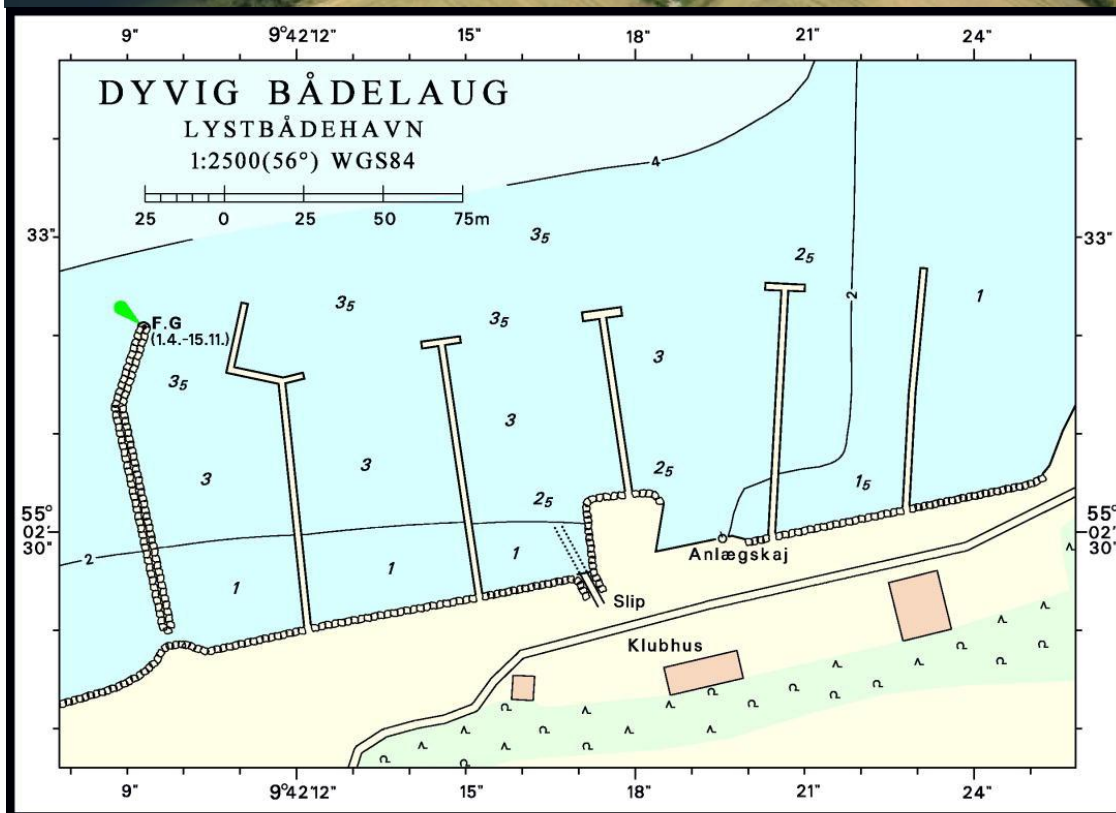 9" 9°42'12" 15" 18" 21" 24"
DYVIG BÅDELAUG
LYSTBÅDEHAVN
1:2500(56°) WGS84
25 0 25 50 75m
4
33" 33"
3₅
2₅
2
1
3₅
3₅
F.G
(1.4.-15.11.)
3₅
3
3
3
3
2₅
2₅
1₅
55° 55°
02' 02'
30" 30"
2
1
1
1
Anlægskaj
Slip
Klubhus
9" 9°42'12" 15" 18" 21" 24"